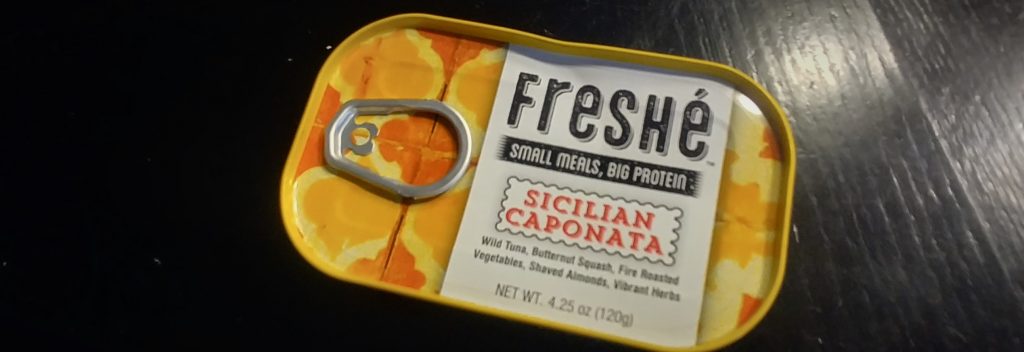 Freshé™
SMALL MEALS, BIG PROTEIN
SICILIAN
CAPONATA
Wild Tuna, Butternut Squash, Fire Roasted
Vegetables, Shaved Almonds, Vibrant Herbs
NET WT. 4.25 oz (120g)